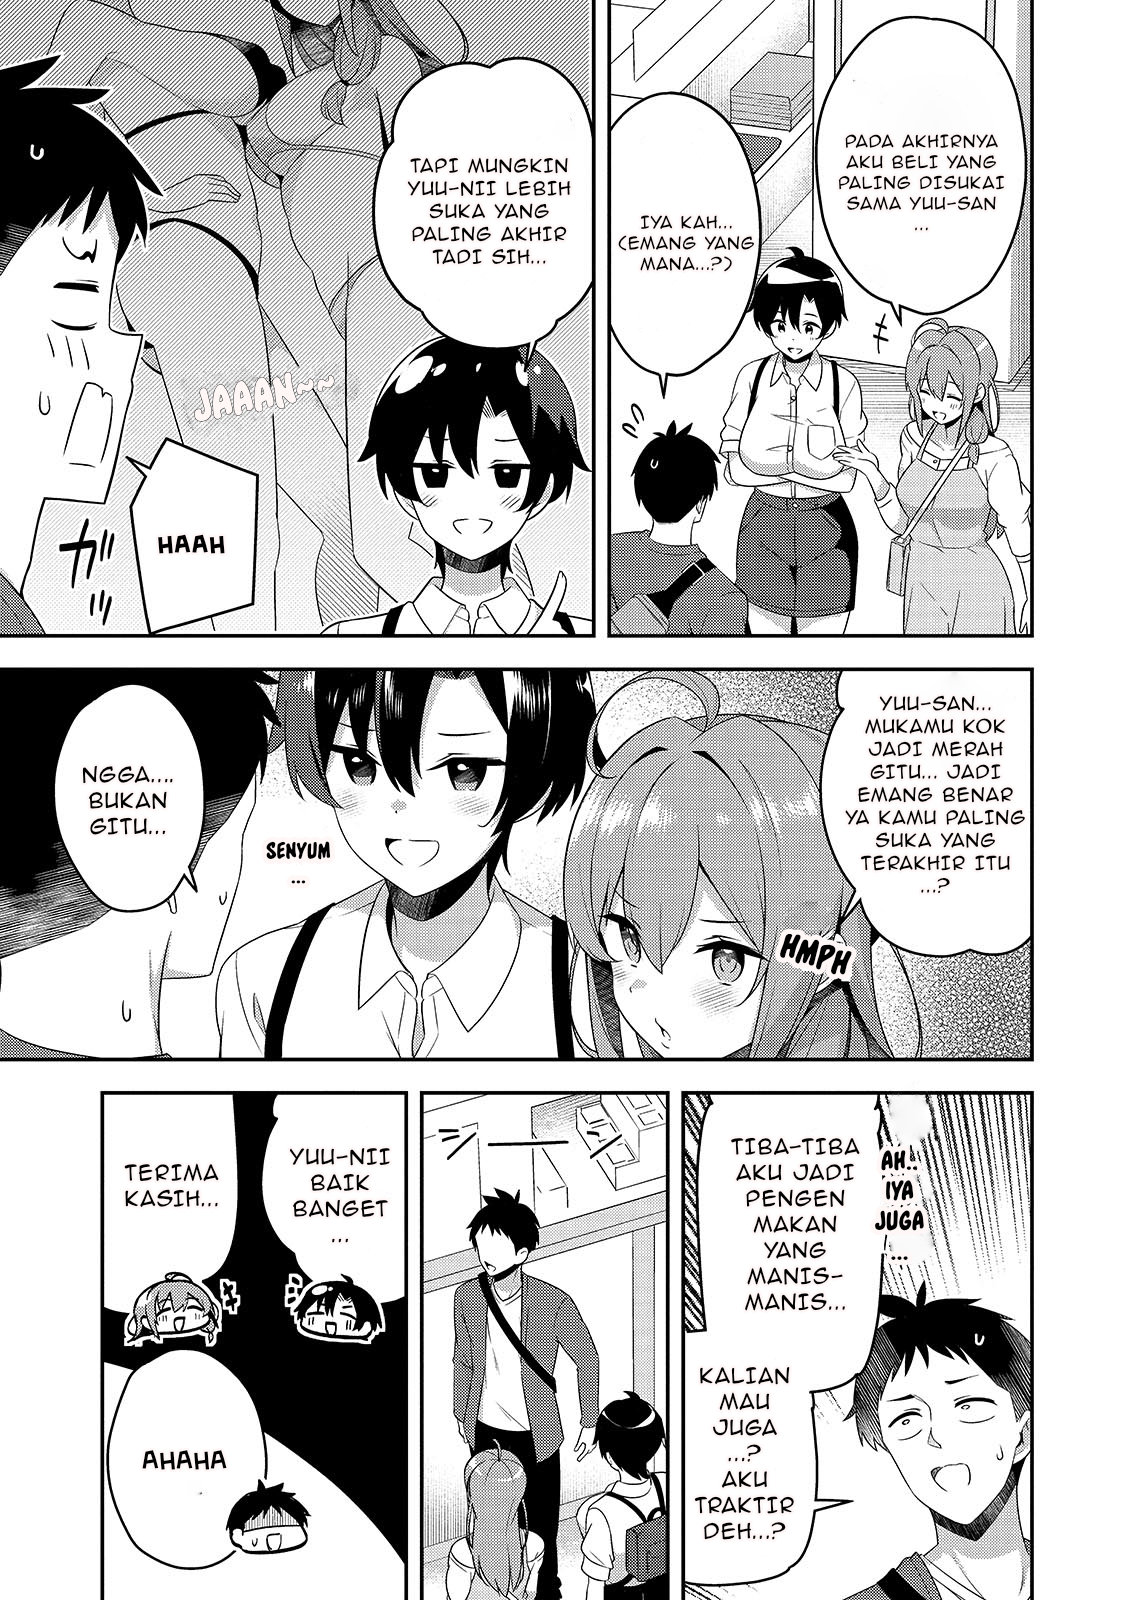 PADA AKHIRNYA
AKU BELI YANG
PALING DISUKAI
SAMA YUU-SAN
...
IYA KAH...
(EMANG YANG
MANA...?)
TAPI MUNGKIN
YUU-NII LEBIH
SUKA YANG
PALING AKHIR
TADI SIH...
JAAAN~~
HAAH
ガガ
YUU-SAN...
MUKAMU KOK
JADI MERAH
GITU... JADI
EMANG BENAR
YA KAMU PALING
SUKA YANG
TERAKHIR ITU
...?
HMPH
SENYUM
...
NGGA....
BUKAN
GITU...
AH..
IYA
JUGA
...
TIBA-TIBA
AKU JADI
PENGEN
MAKAN
YANG
MANIS-
MANIS...
KALIAN
MAU
JUGA
...?
AKU
TRAKTIR
DEH...?
YUU-NII
BAIK
BANGET
...
TERIMA
KASIH...
AHAHA